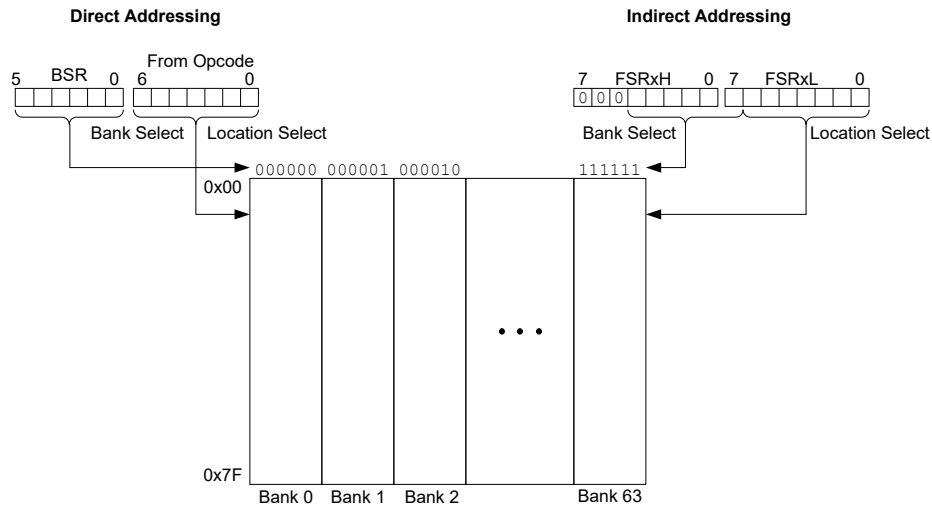 Direct Addressing
Indirect Addressing
From Opcode
5 BSR 0 6 0
7 FSRxH 0 7 FSRxL 0
0 0 0
Bank Select Location Select
Bank Select Location Select
000000 000001 000010 111111
0x00
0x7F
Bank 0 Bank 1 Bank 2 Bank 63